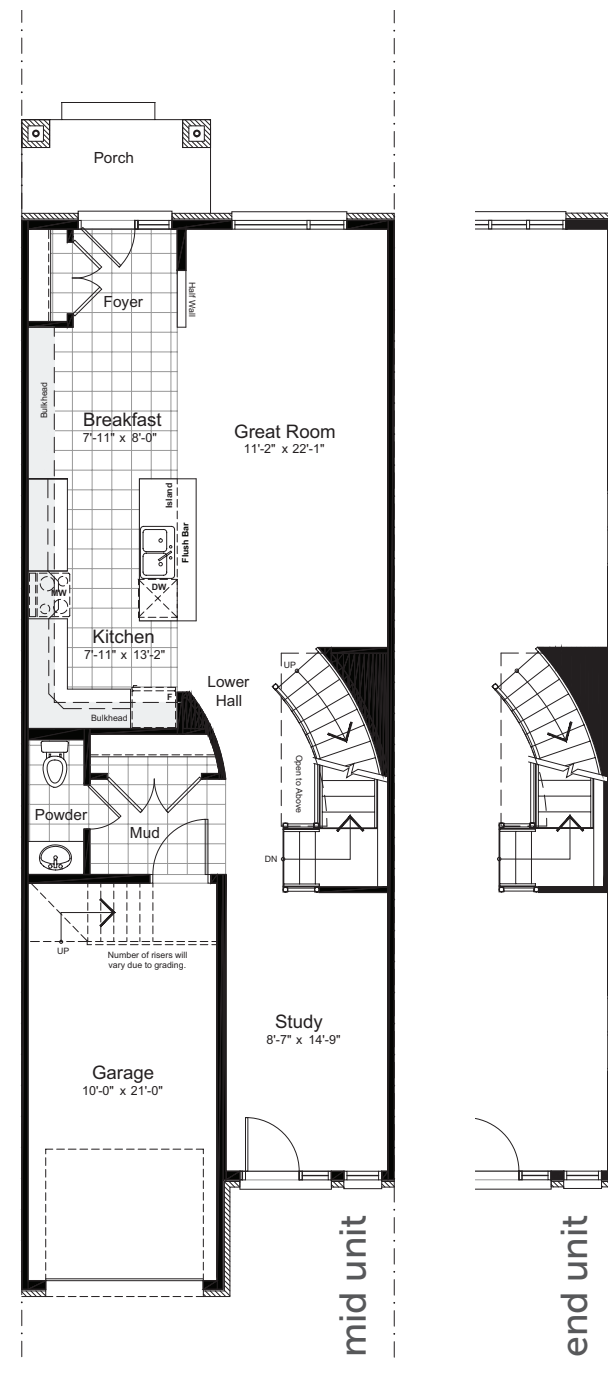 Porch
Foyer
Half Wall
Bulkhead
Breakfast
7'-11" x 8'-0"
Great Room
11'-2" x 22'-1"
Island
Flush Bar
DW
MW
Kitchen
7'-11" x 13'-2"
UP
Lower
Hall
F
Bulkhead
Open to Above
Powder
Mud
DN
UP
Number of risers will
vary due to grading.
Study
8'-7" x 14'-9"
Garage
10'-0" x 21'-0"
mid unit
end unit